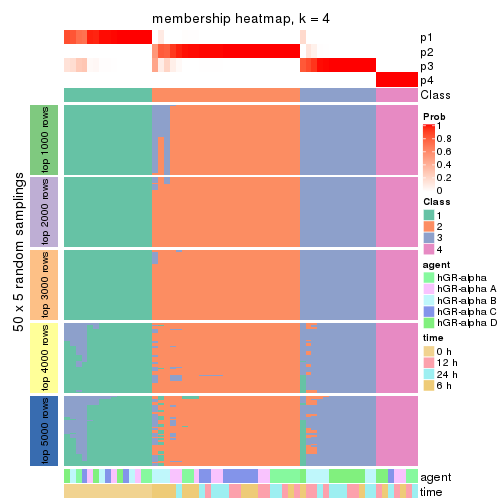 membership heatmap, k = 4
p1
p2
p3
p4
Class
50 x 5 random samplings
top 1000 rows
top 2000 rows
top 3000 rows
top 4000 rows
top 5000 rows
Prob
1
0.8
0.6
0.4
0.2
0
Class
1
2
3
4
agent
hGR-alpha
hGR-alpha A
hGR-alpha B
hGR-alpha C
hGR-alpha D
time
0 h
12 h
24 h
6 h
agent
time